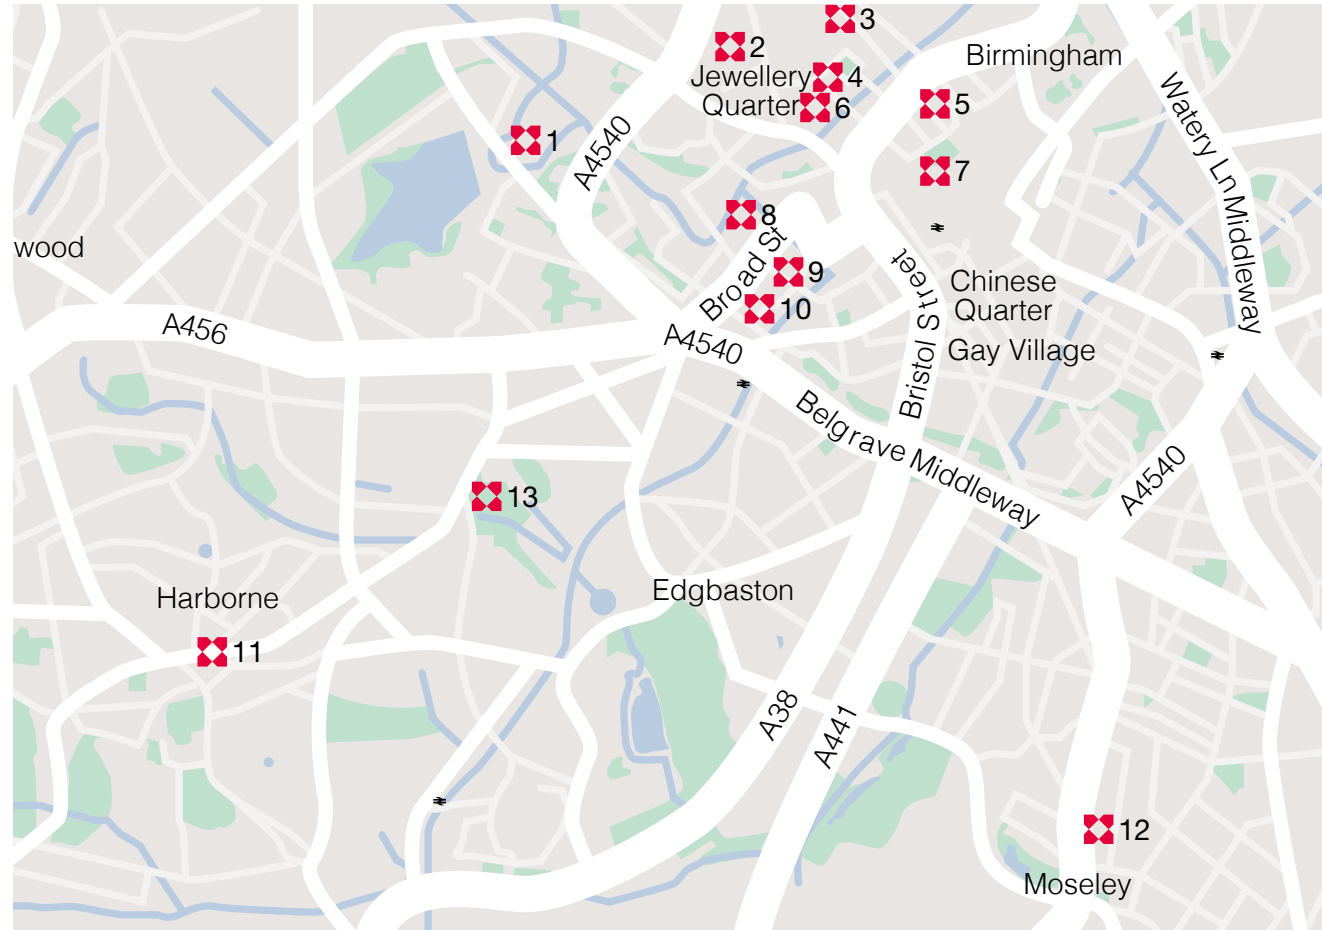 3
2
Birmingham
Jewellery
Quarter
4
6
5
Watery Ln Middleway
1
A4540
7
8
wood
Broad St
9
10
Bristol Street
Chinese
Quarter
A456
A4540
Gay Village
Belgrave Middleway
A4540
13
Harborne
Edgbaston
11
A38
A441
12
Moseley